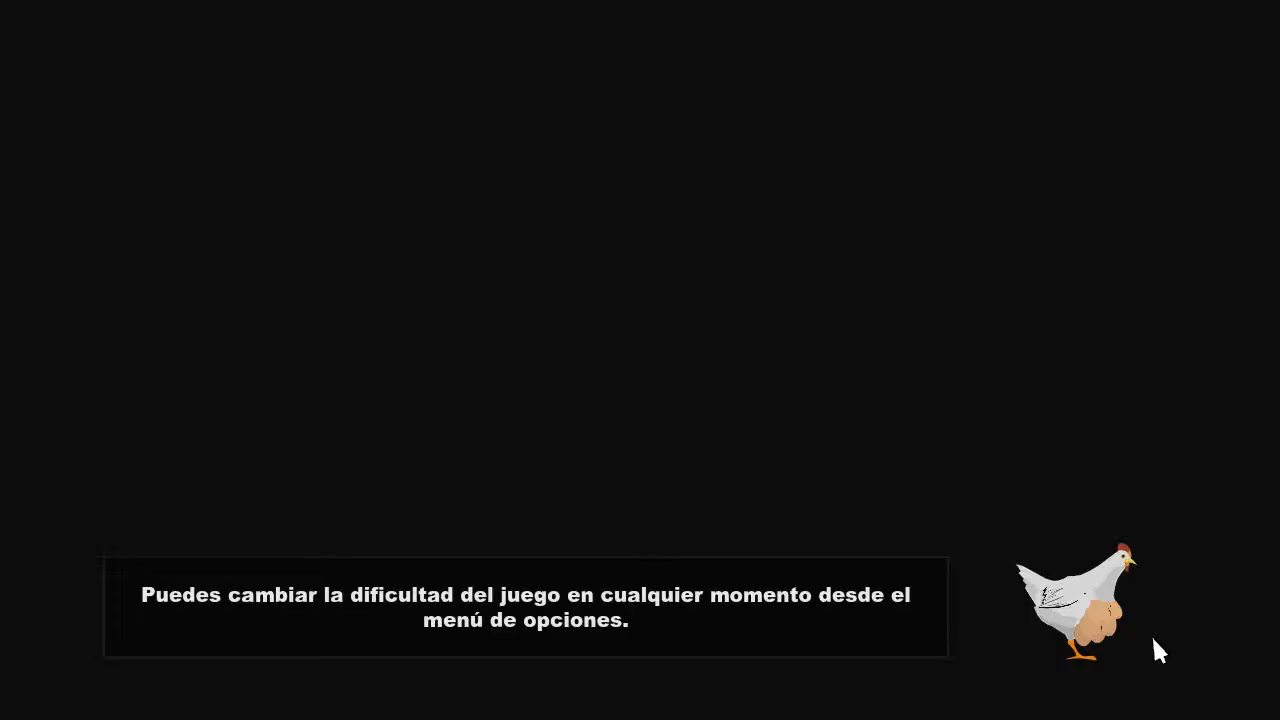 Puedes cambiar la dificultad del juego en cualquier momento desde el
menú de opciones.